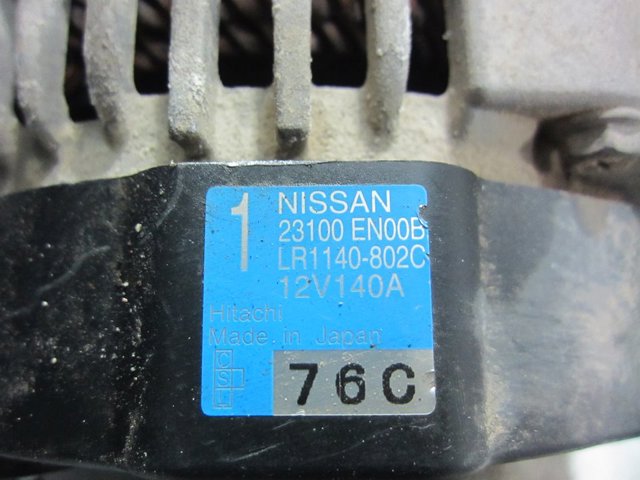 1
NISSAN
23100 EN00B
LR1140-802C
12V140A
Hitachi
Made in Japan
C
S
L
76C